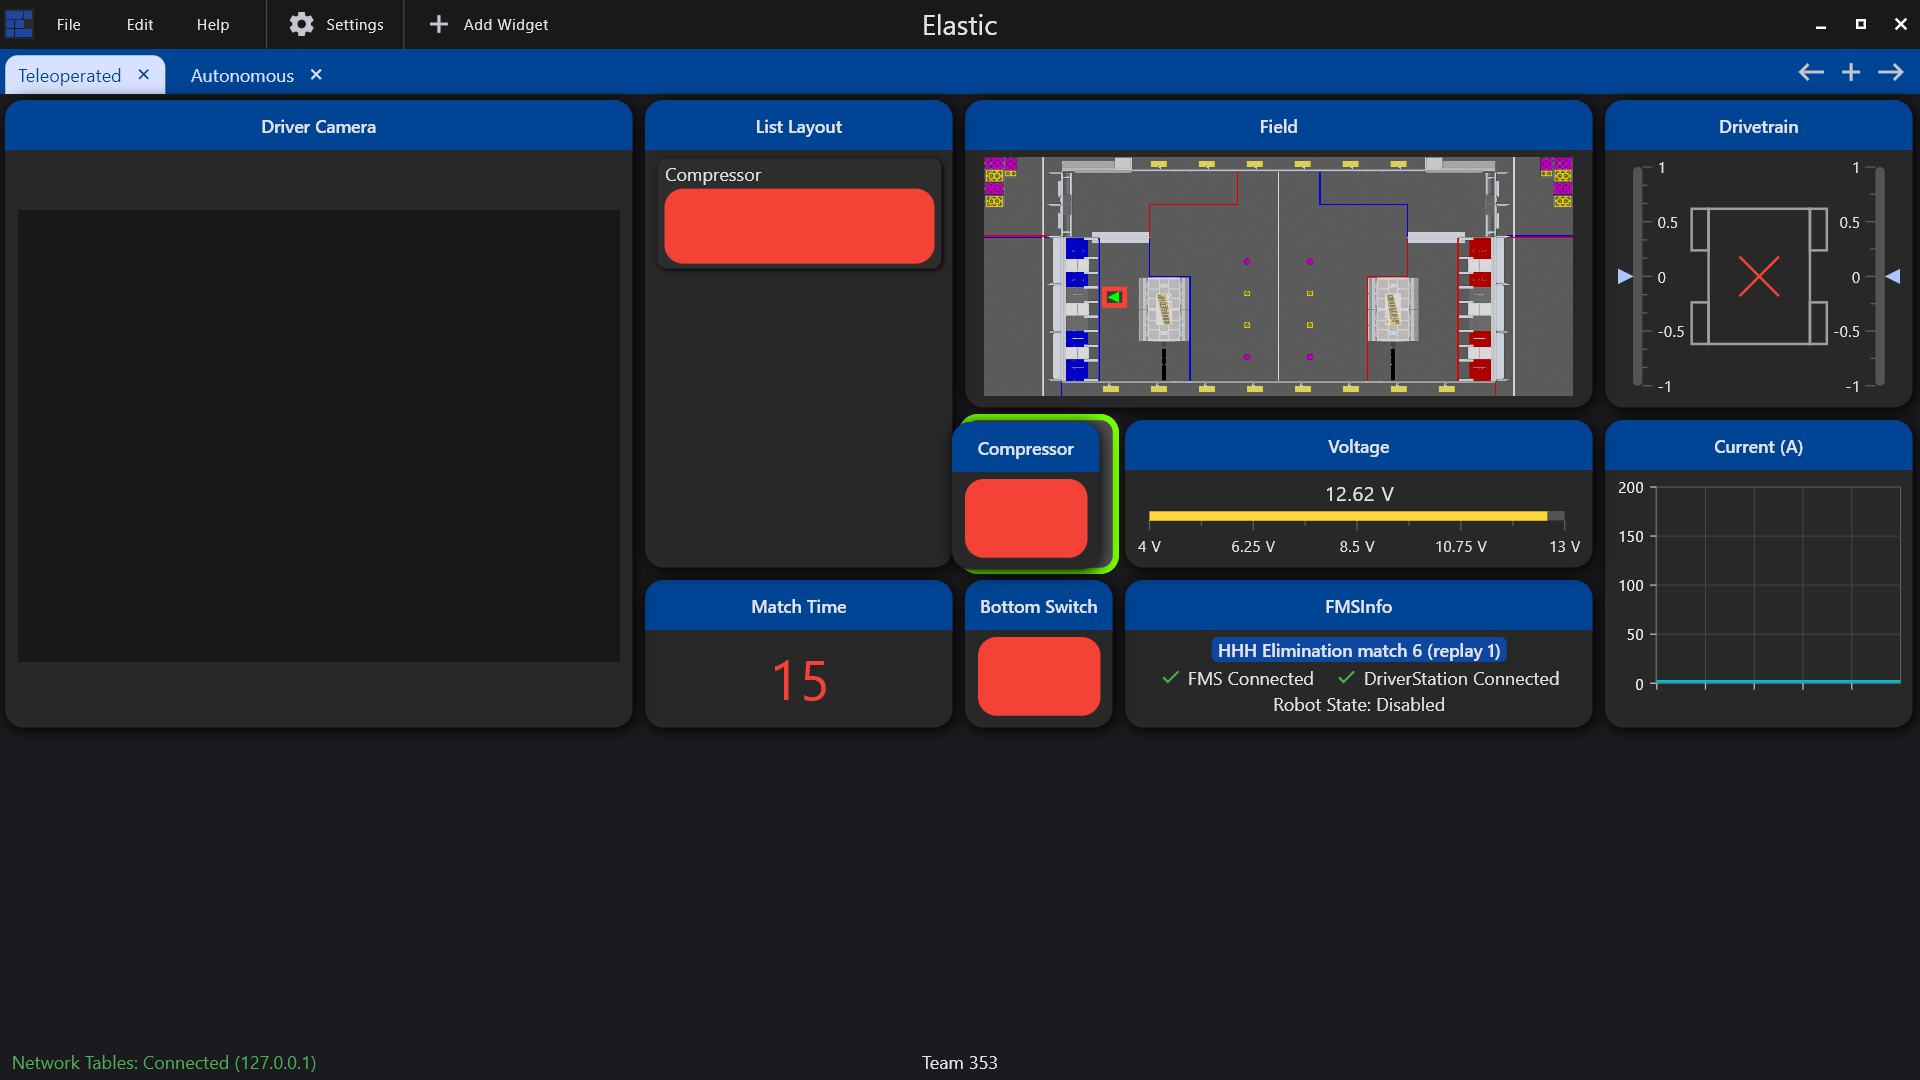 File Edit Help Settings Add Widget Elastic
Teleoperated Autonomous
Driver Camera
List Layout
Compressor
Field
Drivetrain
1 1
0.5 0.5
0 0
-0.5 -0.5
-1 -1
Compressor
Voltage
12.62 V
4 V 6.25 V 8.5 V 10.75 V 13 V
Current (A)
200
150
100
50
0
Match Time
15
Bottom Switch
FMSInfo
HHH Elimination match 6 (replay 1)
FMS Connected DriverStation Connected
Robot State: Disabled
Network Tables: Connected (127.0.0.1)
Team 353